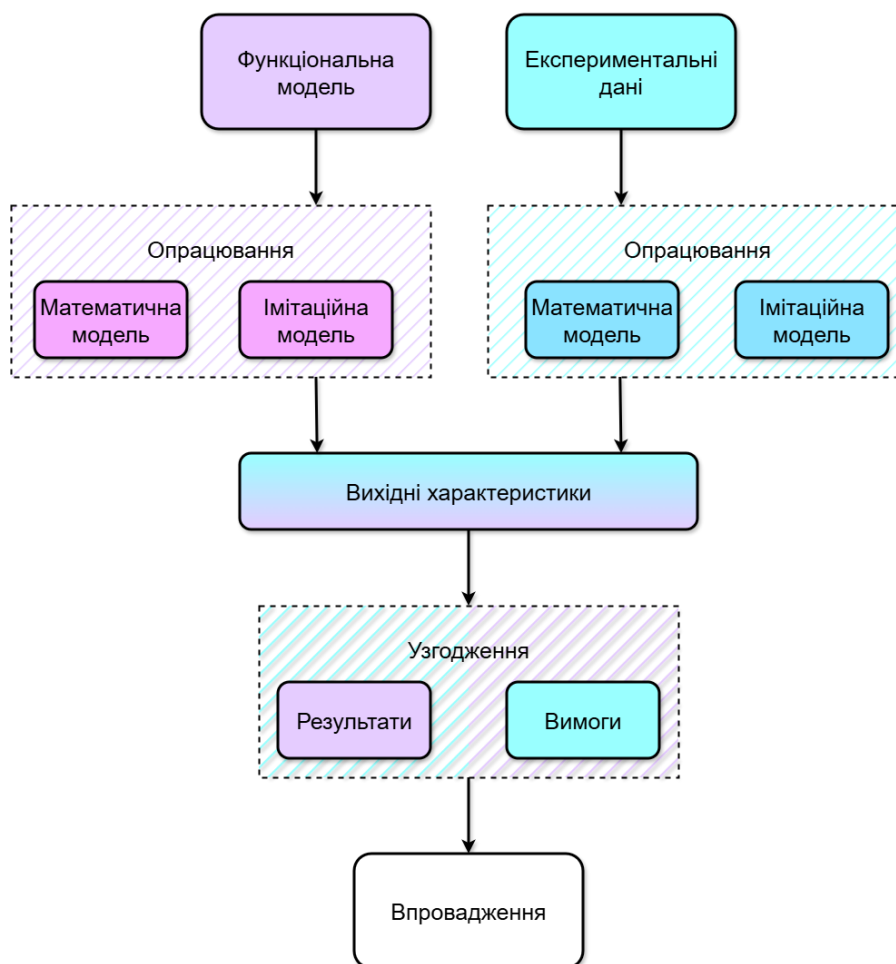 Функціональна
модель
Експериментальні
дані
Опрацювання
Математична
модель
Імітаційна
модель
Опрацювання
Математична
модель
Імітаційна
модель
Вихідні характеристики
Узгодження
Результати
Вимоги
Впровадження